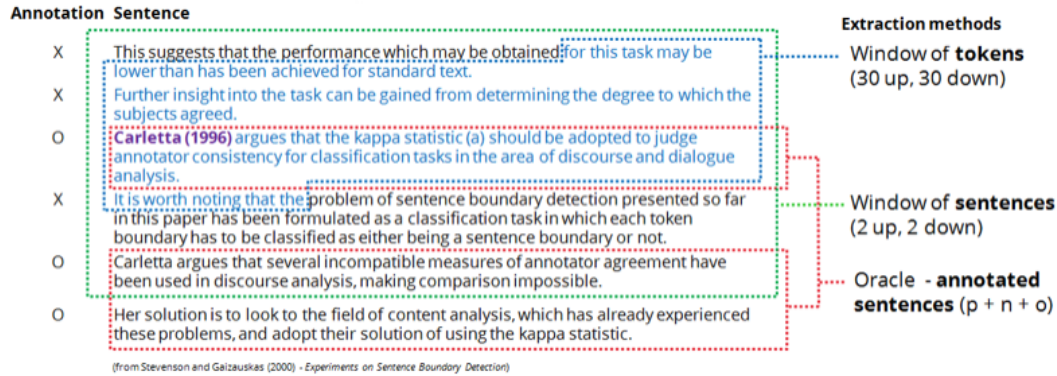 Annotation Sentence
Extraction methods
X This suggests that the performance which may be obtained for this task may
lower than has been achieved for standard text.
X Further insight into the task can be gained from determining the degree to which the
subjects agreed.
O Carletta (1996) argues that the kappa statistic (a) should be adopted to judge
annotator consistency for classification tasks in the area of discourse and dialogue
analysis.
X It is worth noting that the problem of sentence boundary detection presented so far
in this paper has been formulated as a classification task in which each token
boundary has to be classified as either being a sentence boundary or not.
O Carletta argues that several incompatible measures of annotator agreement have
been used in discourse analysis, making comparison impossible.
O Her solution is to look to the field of content analysis, which has already experienced
these problems, and adopt their solution of using the kappa statistic.
Window of tokens
(30 up, 30 down)
Window of sentences
(2 up, 2 down)
Oracle - annotated
sentences (p + n + o)
(from Stevenson and Gaizauskas (2000) - Experiments on Sentence Boundary Detection)